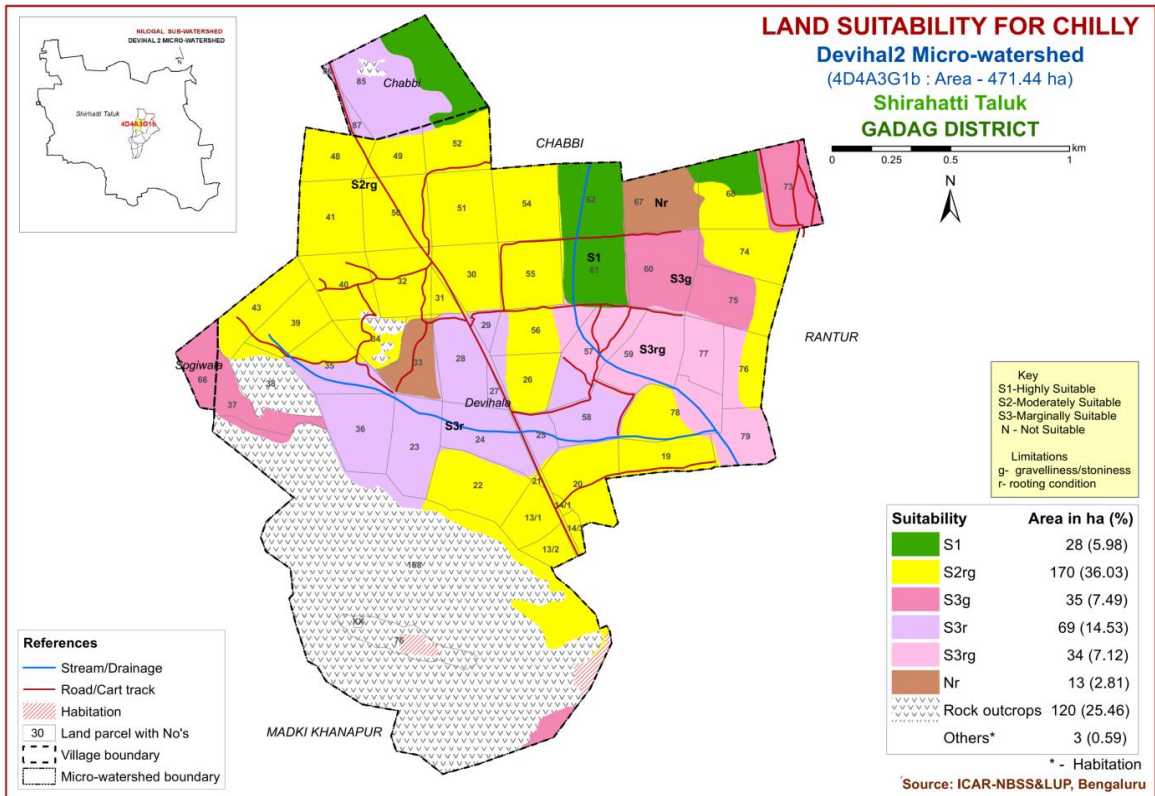 NILOGAL SUB-WATERSHED
DEVIHAL 2 MICRO-WATERSHED
N
Shirhatti Taluk
4D4A3G1b
LAND SUITABILITY FOR CHILLY
Devihal2 Micro-watershed
(4D4A3G1b : Area - 471.44 ha)
Shirahatti Taluk
GADAG DISTRICT
km
0 0.25 0.5 1
N
85
Chabbi
87
CHABBI
48
49
52
S2rg
41
50
51
54
62
67
Nr
68
73
S1
61
60
S3g
74
75
55
30
31
32
40
43
39
34
33
35
38
Sogiwala
66
37
RANTUR
29
28
27
56
26
57
59
S3rg
77
76
78
79
Devihala
58
36
S3r
23
24
25
19
22
21
20
14/1
13/1
13/2
168
XX
76
MADKI KHANAPUR
Key
S1-Highly Suitable
S2-Moderately Suitable
S3-Marginally Suitable
N - Not Suitable
Limitations
g- gravelliness/stoniness
r- rooting condition
Suitability Area in ha (%)
S1 28 (5.98)
S2rg 170 (36.03)
S3g 35 (7.49)
S3r 69 (14.53)
S3rg 34 (7.12)
Nr 13 (2.81)
Rock outcrops 120 (25.46)
Others* 3 (0.59)
* - Habitation
Source: ICAR-NBSS&LUP, Bengaluru
References
Stream/Drainage
Road/Cart track
Habitation
30 Land parcel with No's
Village boundary
Micro-watershed boundary